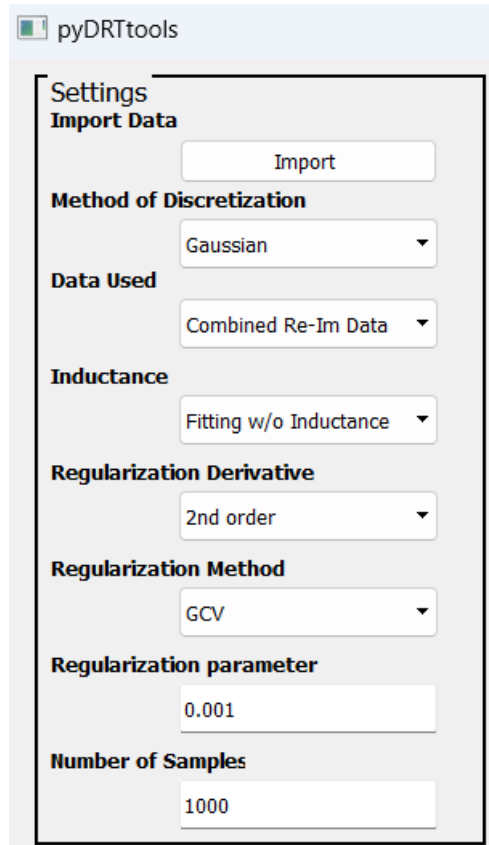 pyDRTtools
Settings
Import Data
Import
Method of Discretization
Gaussian
Data Used
Combined Re-Im Data
Inductance
Fitting w/o Inductance
Regularization Derivative
2nd order
Regularization Method
GCV
Regularization parameter
0.001
Number of Samples
1000